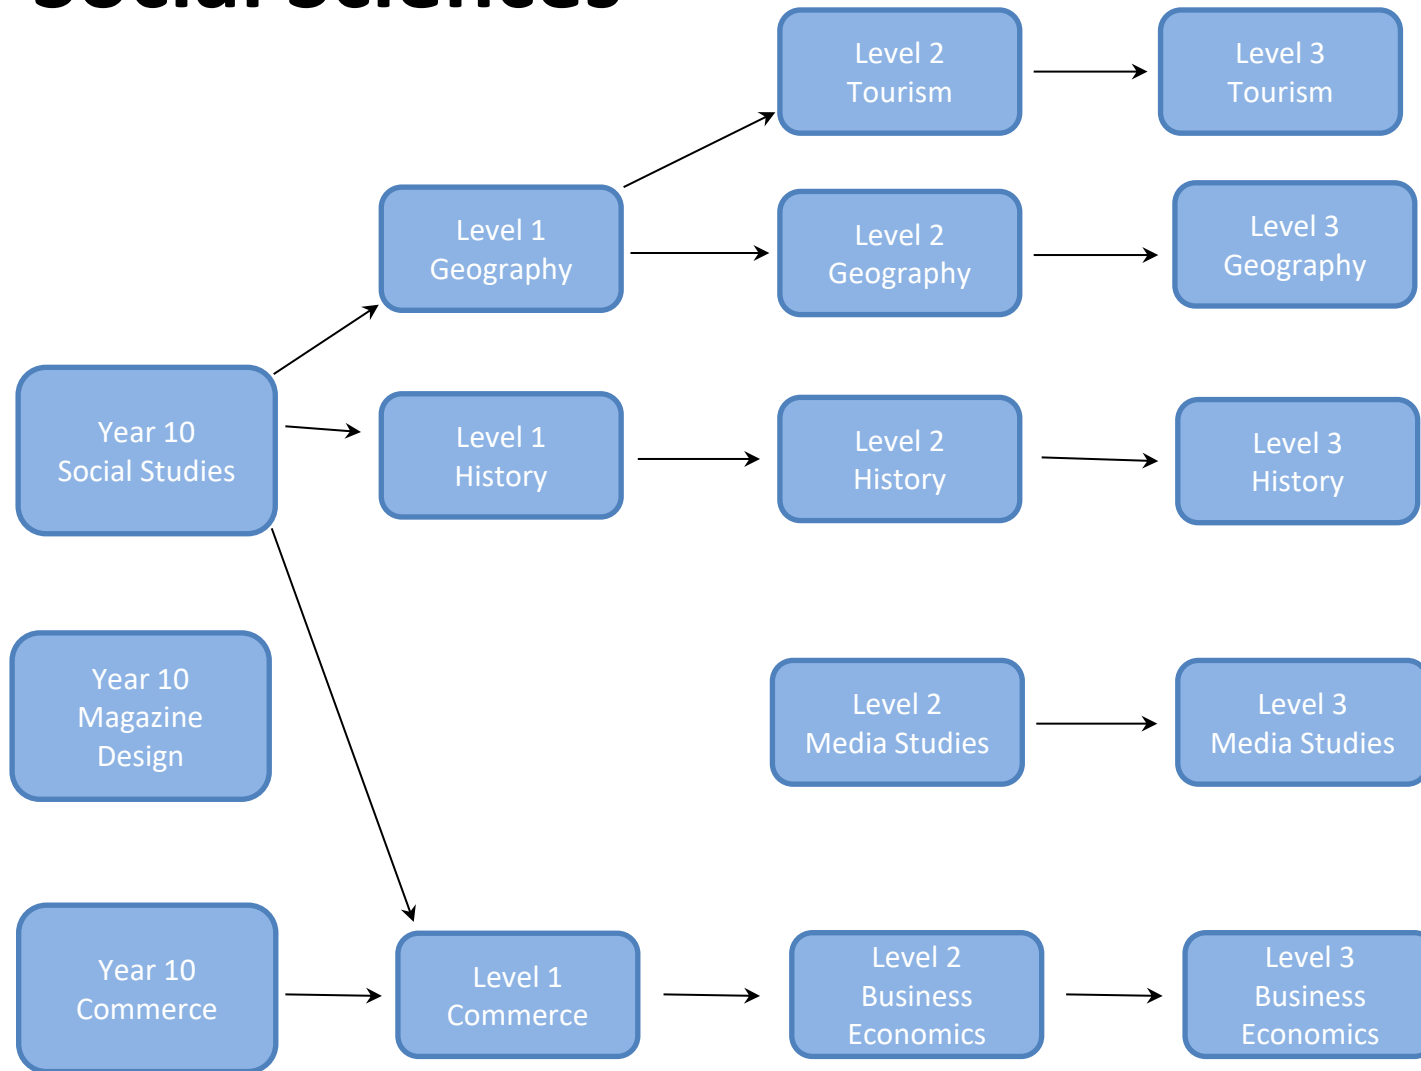 Social Sciences
Level 2
Tourism
Level 3
Tourism
Level 1
Geography
Level 2
Geography
Level 3
Geography
Year 10
Social Studies
Level 1
History
Level 2
History
Level 3
History
Year 10
Magazine
Design
Level 2
Media Studies
Level 3
Media Studies
Year 10
Commerce
Level 1
Commerce
Level 2
Business
Economics
Level 3
Business
Economics